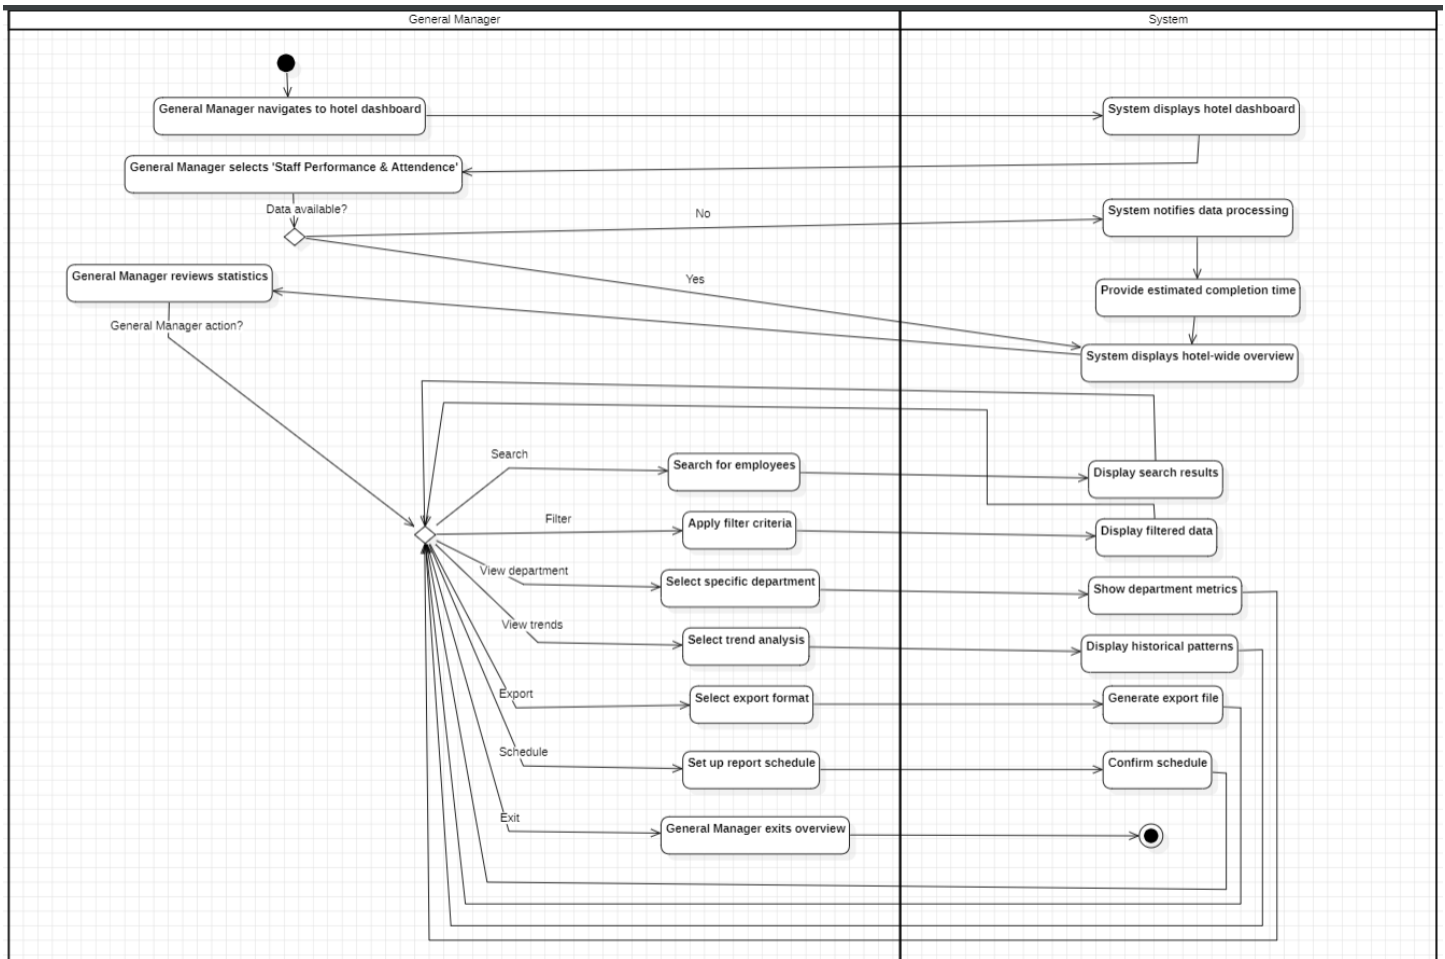 General Manager
System
General Manager navigates to hotel dashboard
System displays hotel dashboard
General Manager selects 'Staff Performance & Attendence'
Data available?
No
System notifies data processing
General Manager reviews statistics
Yes
Provide estimated completion time
General Manager action?
System displays hotel-wide overview
Search
Search for employees
Display search results
Filter
Apply filter criteria
Display filtered data
View department
Select specific department
Show department metrics
View trends
Select trend analysis
Display historical patterns
Export
Select export format
Generate export file
Schedule
Set up report schedule
Confirm schedule
Exit
General Manager exits overview